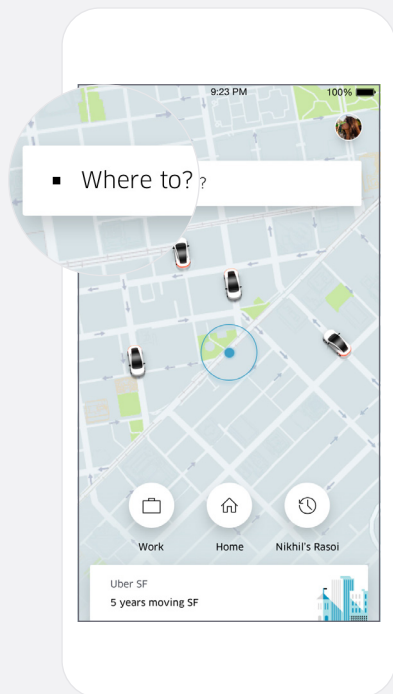 9:23 PM 100%
Where to? ?
Work Home Nikhil's Rasoi
Uber SF
5 years moving SF